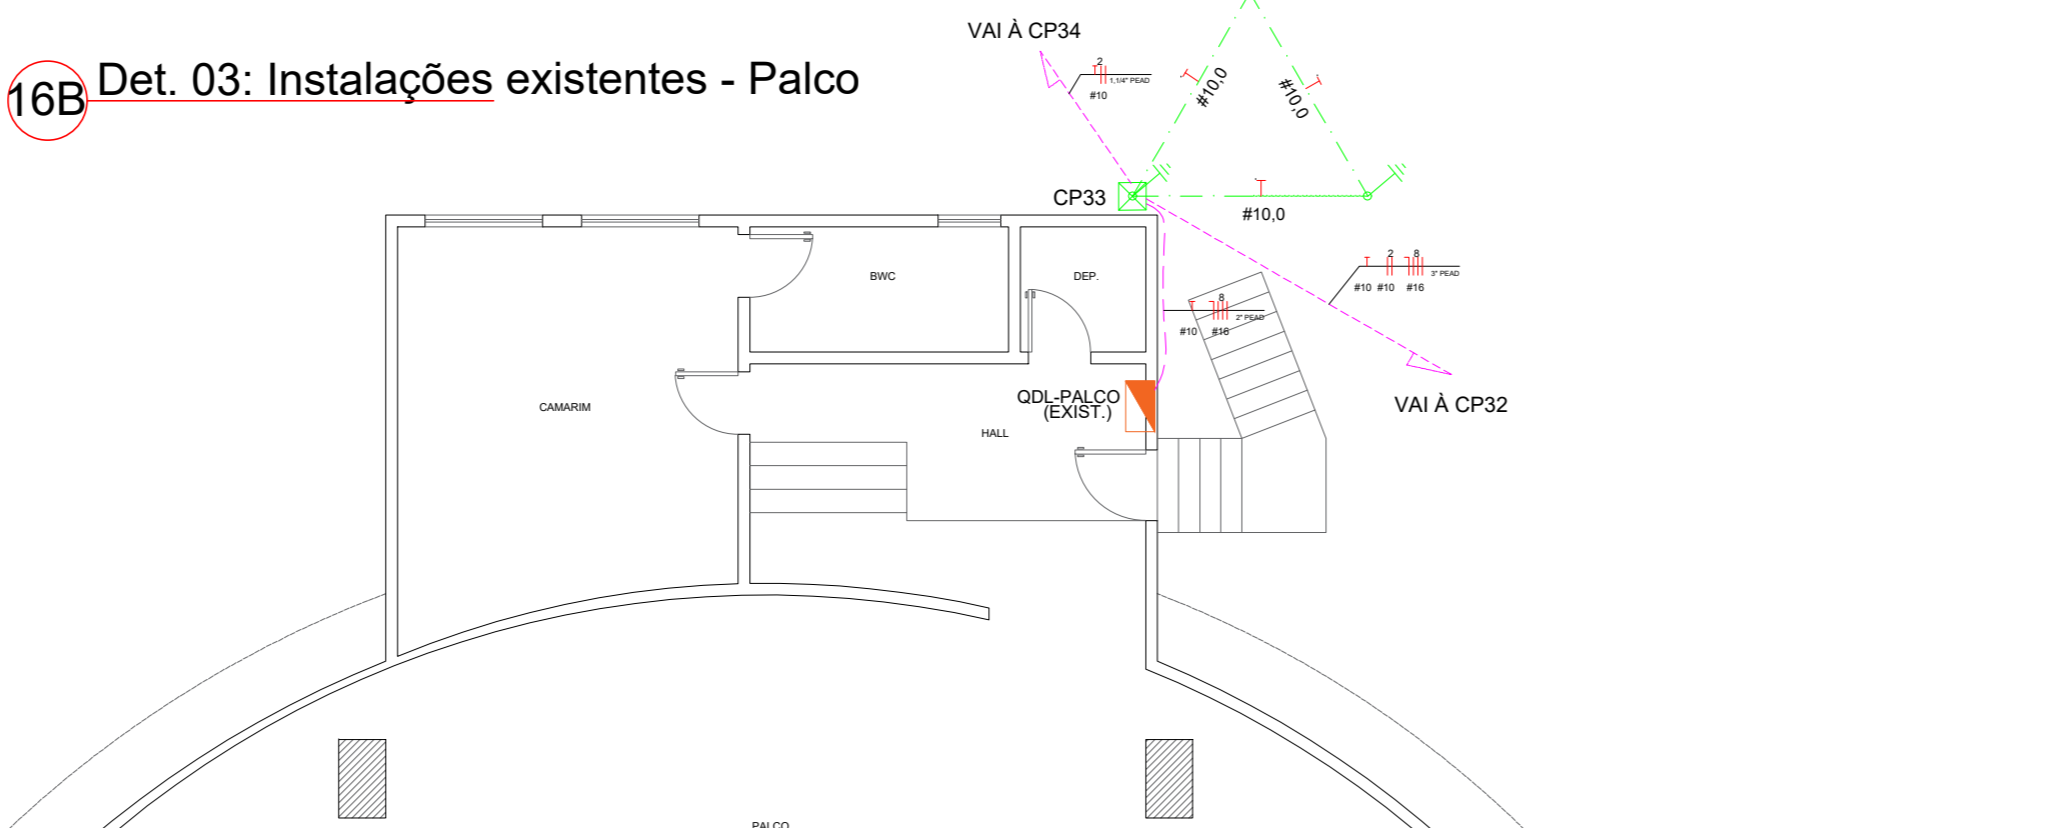 VAI À CP34
16B Det. 03: Instalações existentes - Palco
2
1,1/4" PEAD
#10
#10,0
#10,0
CP33
#10,0
2 8
3" PEAD
#10 #10 #16
BWC
DEP.
8
2" PEAD
#10 #16
QDL-PALCO
(EXIST.)
CAMARIM
VAI À CP32
HALL
PALCO